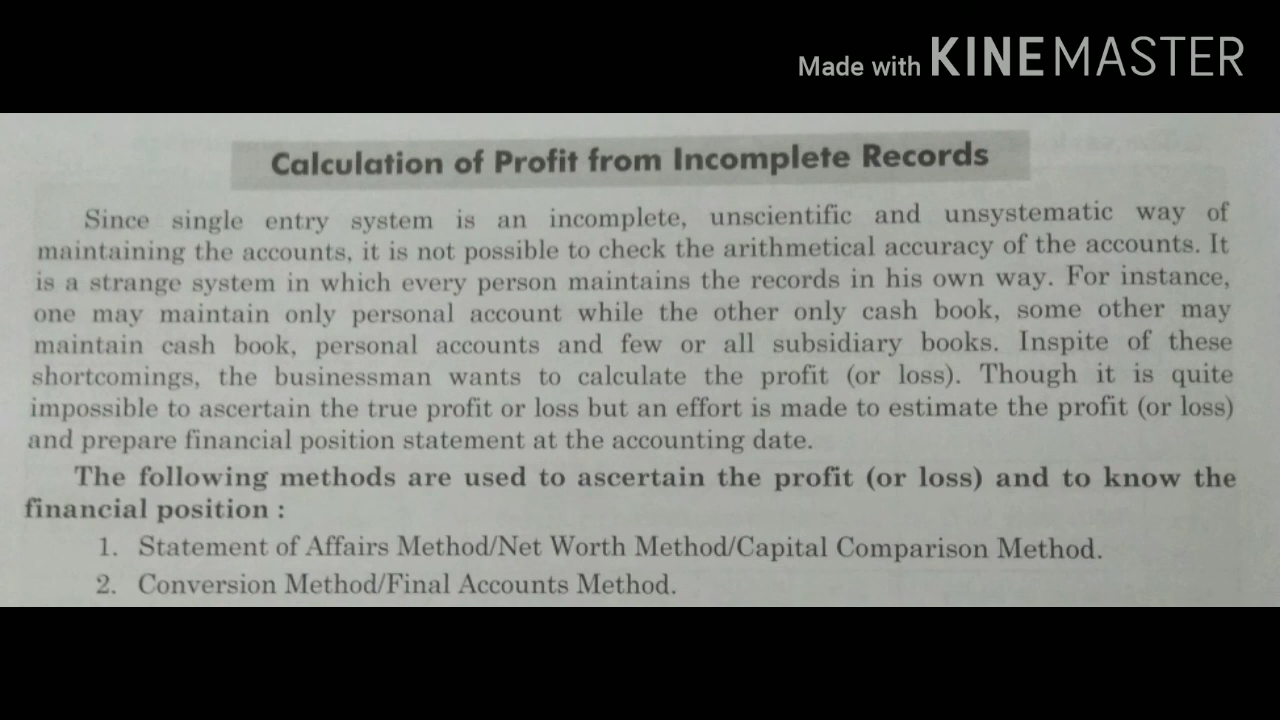 Made with KINEMASTER
Calculation of Profit from Incomplete Records
Since single entry system is an incomplete, unscientific and unsystematic way of
maintaining the accounts, it is not possible to check the arithmetical accuracy of the accounts. It
is a strange system in which every person maintains the records in his own way. For instance,
one may maintain only personal account while the other only cash book, some other may
maintain cash book, personal accounts and few or all subsidiary books. Inspite of these
shortcomings, the businessman wants to calculate the profit (or loss). Though it is quite
impossible to ascertain the true profit or loss but an effort is made to estimate the profit (or loss)
and prepare financial position statement at the accounting date.
The following methods are used to ascertain the profit (or loss) and to know the
financial position :
1. Statement of Affairs Method/Net Worth Method/Capital Comparison Method.
2. Conversion Method/Final Accounts Method.